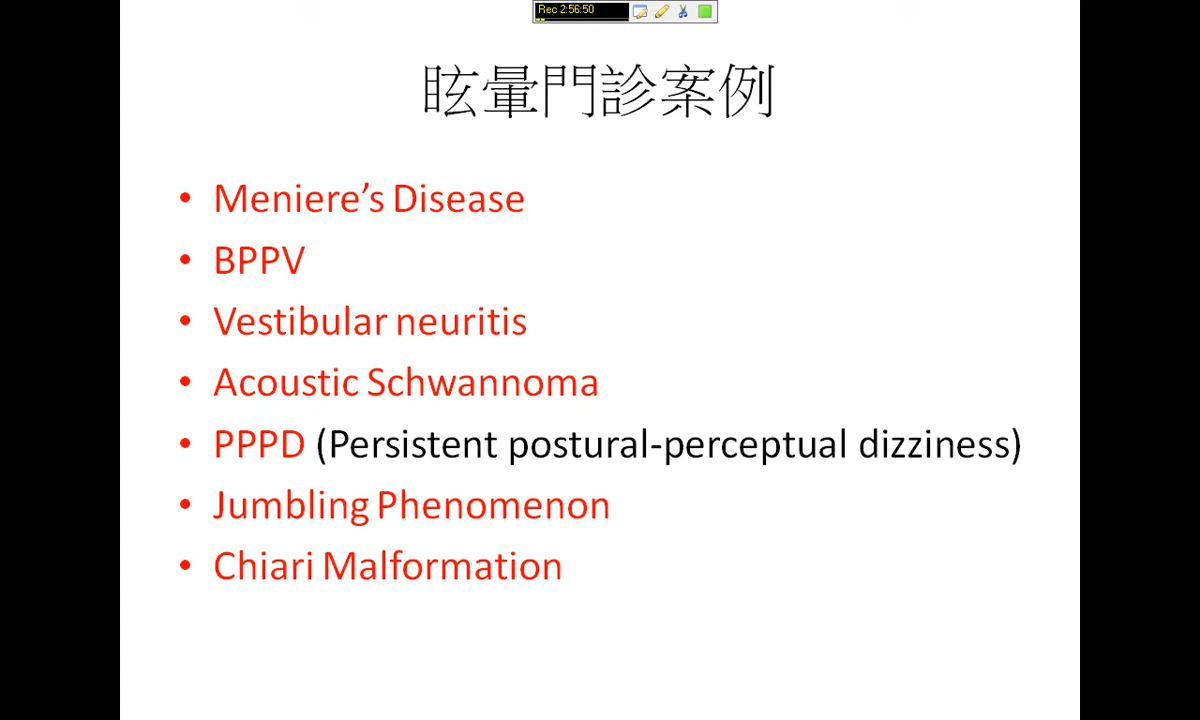 Rec 2:56:50
眩暈門診案例
• Meniere’s Disease
• BPPV
• Vestibular neuritis
• Acoustic Schwannoma
• PPPD (Persistent postural-perceptual dizziness)
• Jumbling Phenomenon
• Chiari Malformation